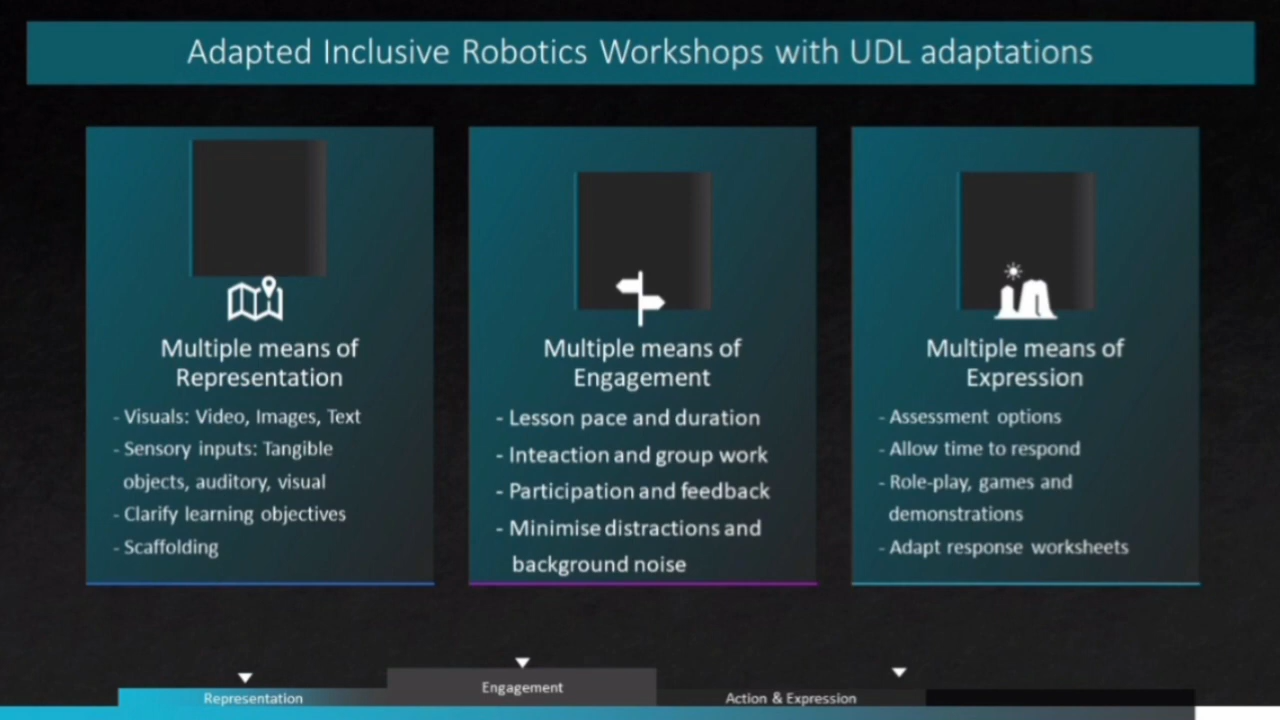 Adapted Inclusive Robotics Workshops with UDL adaptations
Multiple means of
Representation
- Visuals: Video, Images, Text
- Sensory inputs: Tangible
objects, auditory, visual
- Clarify learning objectives
- Scaffolding
Multiple means of
Engagement
- Lesson pace and duration
- Inteaction and group work
- Participation and feedback
- Minimise distractions and
background noise
Multiple means of
Expression
- Assessment options
- Allow time to respond
- Role-play, games and
demonstrations
- Adapt response worksheets
Representation
Engagement
Action & Expression